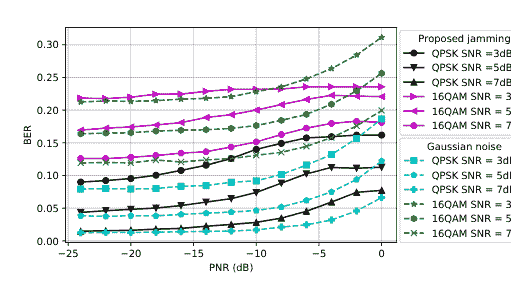 0.30
0.25
0.20
0.15
0.10
0.05
0.00
BER
−25
−20
−15
−10
−5
0
PNR (dB)
Proposed jamming
QPSK SNR =3dB
QPSK SNR =5dB
QPSK SNR =7dB
16QAM SNR = 3
16QAM SNR = 5
16QAM SNR = 7
Gaussian noise
QPSK SNR = 3dB
QPSK SNR = 5dB
QPSK SNR = 7dB
16QAM SNR = 3
16QAM SNR = 5
16QAM SNR = 7